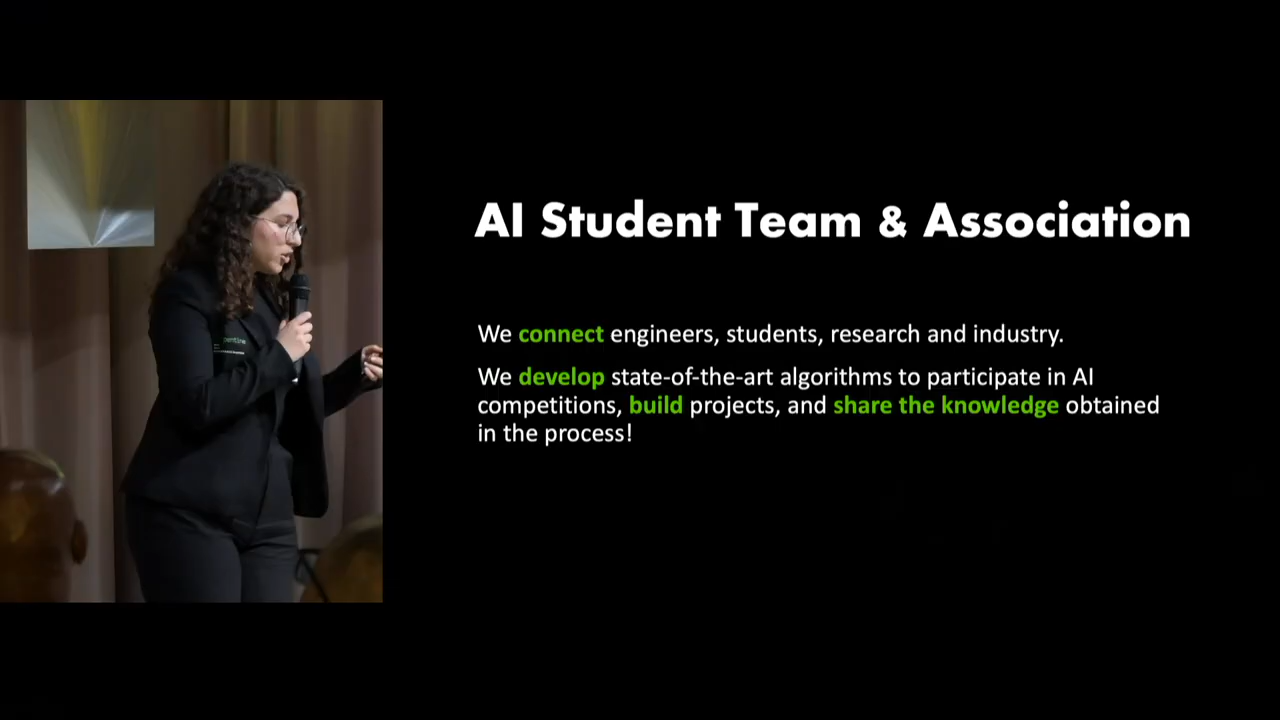 AI Student Team & Association
We connect engineers, students, research and industry.
We develop state-of-the-art algorithms to participate in AI
competitions, build projects, and share the knowledge obtained
in the process!